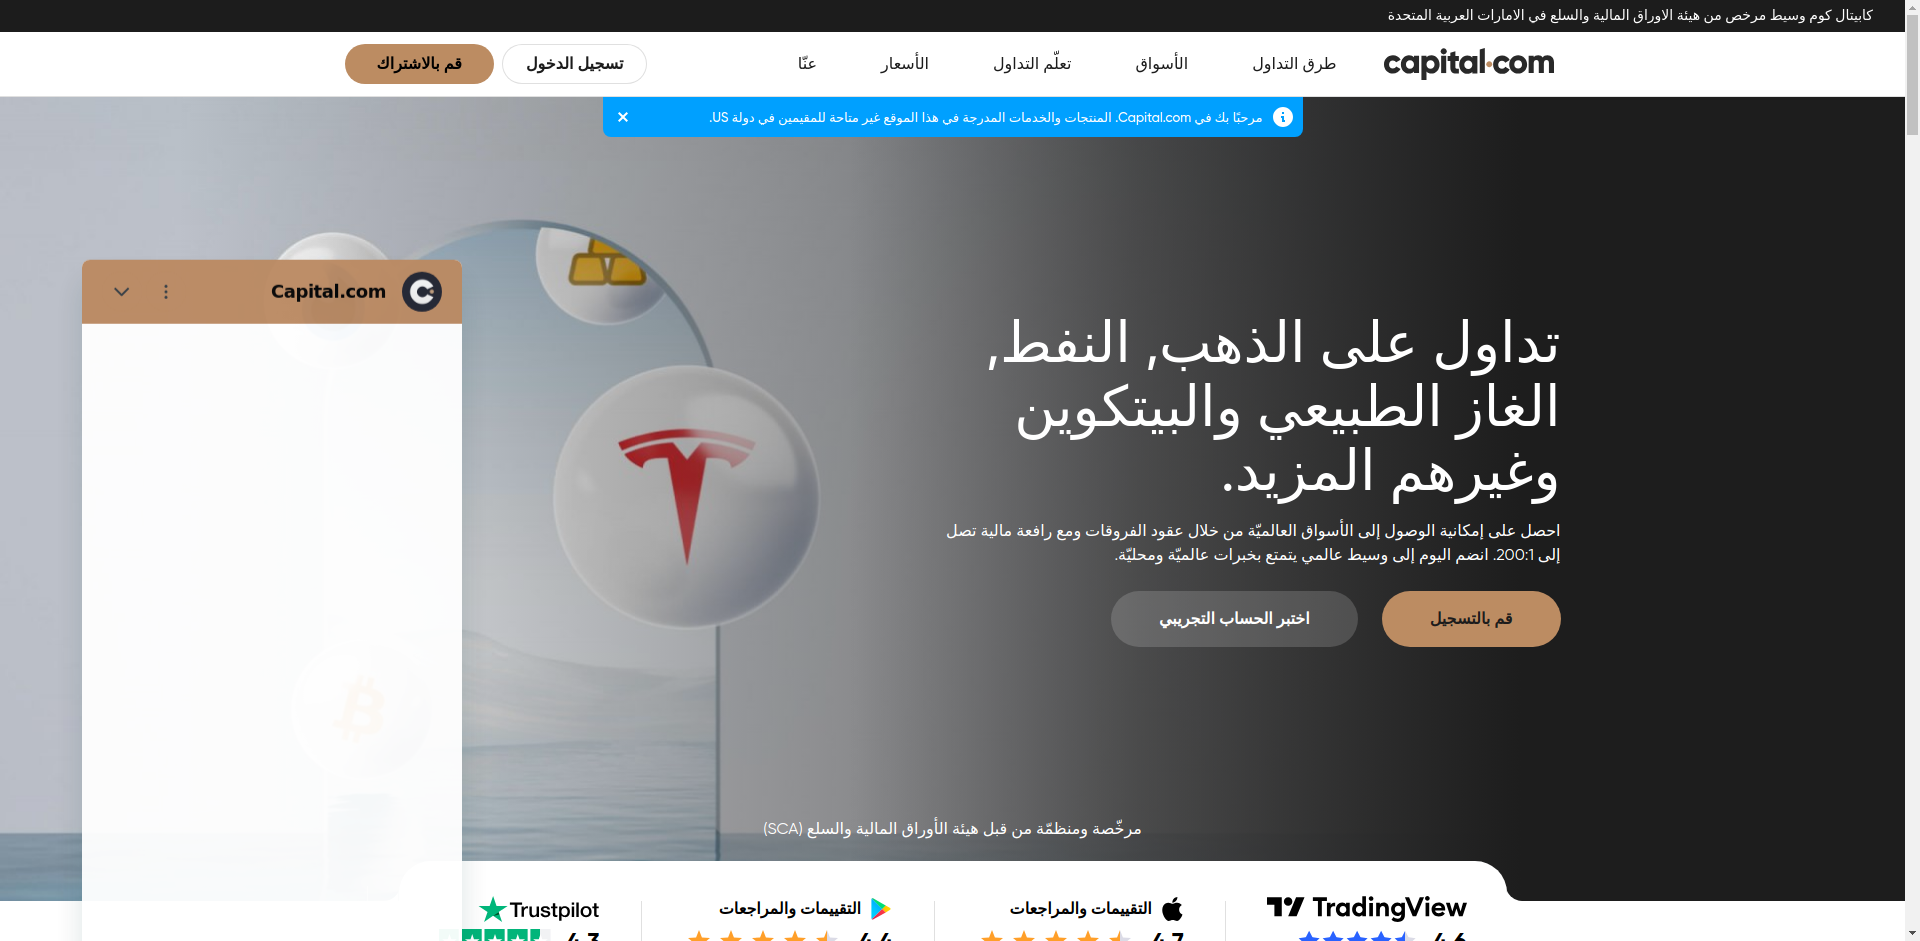 كابيتال كوم وسيط مرخص من هيئة الاوراق المالية والسلع في الامارات العربية المتحدة
capital.com
طرق التداول
الأسواق
تعلّم التداول
الأسعار
عنّا
تسجيل الدخول
قم بالاشتراك
مرحبًا بك في Capital.com. المنتجات والخدمات المدرجة في هذا الموقع غير متاحة للمقيمين في دولة US.
Capital.com
تداول على الذهب, النفط,
الغاز الطبيعي والبيتكوين
وغيرهم المزيد.
احصل على إمكانية الوصول إلى الأسواق العالميّة من خلال عقود الفروقات ومع رافعة مالية تصل
إلى 200:1. انضم اليوم إلى وسيط عالمي يتمتع بخبرات عالميّة ومحليّة.
قم بالتسجيل
اختبر الحساب التجريبي
مرخّصة ومنظمّة من قبل هيئة الأوراق المالية والسلع (SCA)
TradingView
4.6
التقييمات والمراجعات
4.7
التقييمات والمراجعات
4.4
Trustpilot
4.3